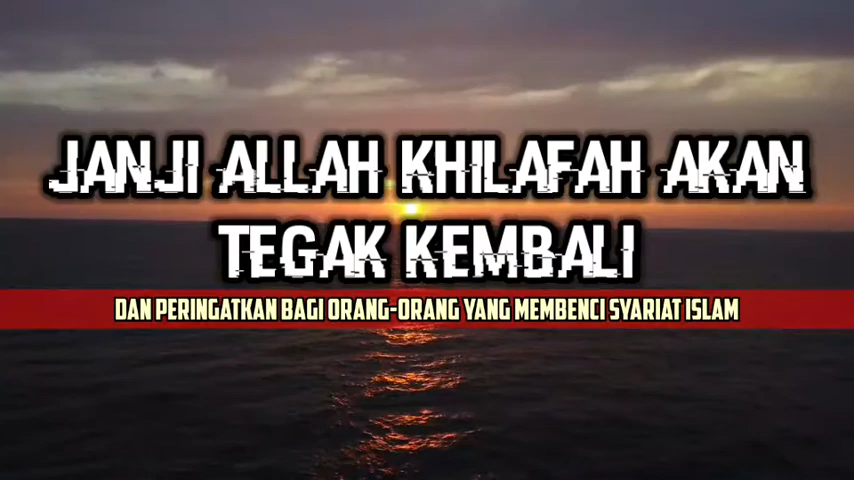 JANJI ALLAH KHILAFAH AKAN
TEGAK KEMBALI
DAN PERINGATKAN BAGI ORANG-ORANG YANG MEMBENCI SYARIAT ISLAM